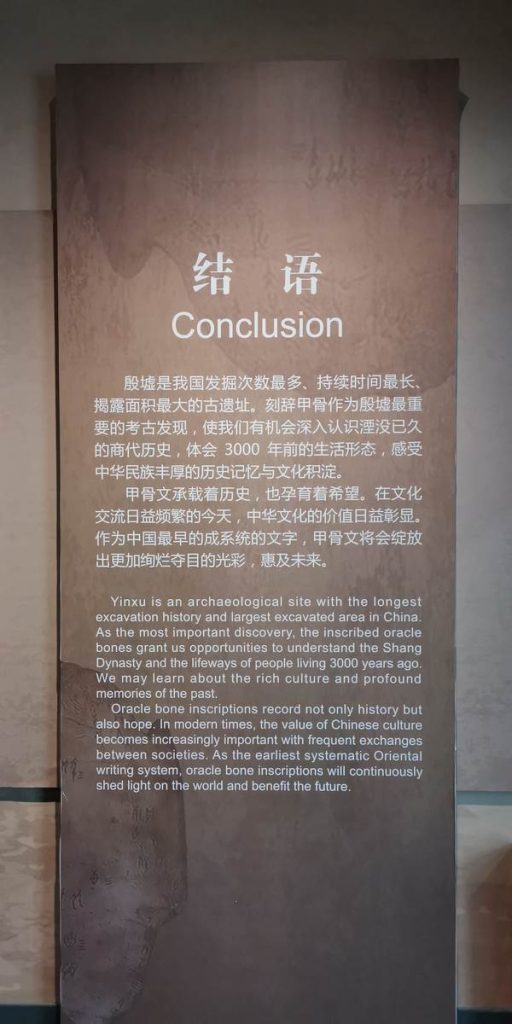 结 语
Conclusion
殷墟是我国发掘次数最多、持续时间最长、
揭露面积最大的古遗址。刻辞甲骨作为殷墟最重
要的考古发现，使我们有机会深入认识湮没已久
的商代历史，体会 3000 年前的生活形态，感受
中华民族丰厚的历史记忆与文化积淀。
甲骨文承载着历史，也孕育着希望。在文化
交流日益频繁的今天，中华文化的价值日益彰显。
作为中国最早的成系统的文字，甲骨文将会绽放
出更加绚烂夺目的光彩，惠及未来。
Yinxu is an archaeological site with the longest
excavation history and largest excavated area in China.
As the most important discovery, the inscribed oracle
bones grant us opportunities to understand the Shang
Dynasty and the lifeways of people living 3000 years ago.
We may learn about the rich culture and profound
memories of the past.
Oracle bone inscriptions record not only history but
also hope. In modern times, the value of Chinese culture
becomes increasingly important with frequent exchanges
between societies. As the earliest systematic Oriental
writing system, oracle bone inscriptions will continuously
shed light on the world and benefit the future.